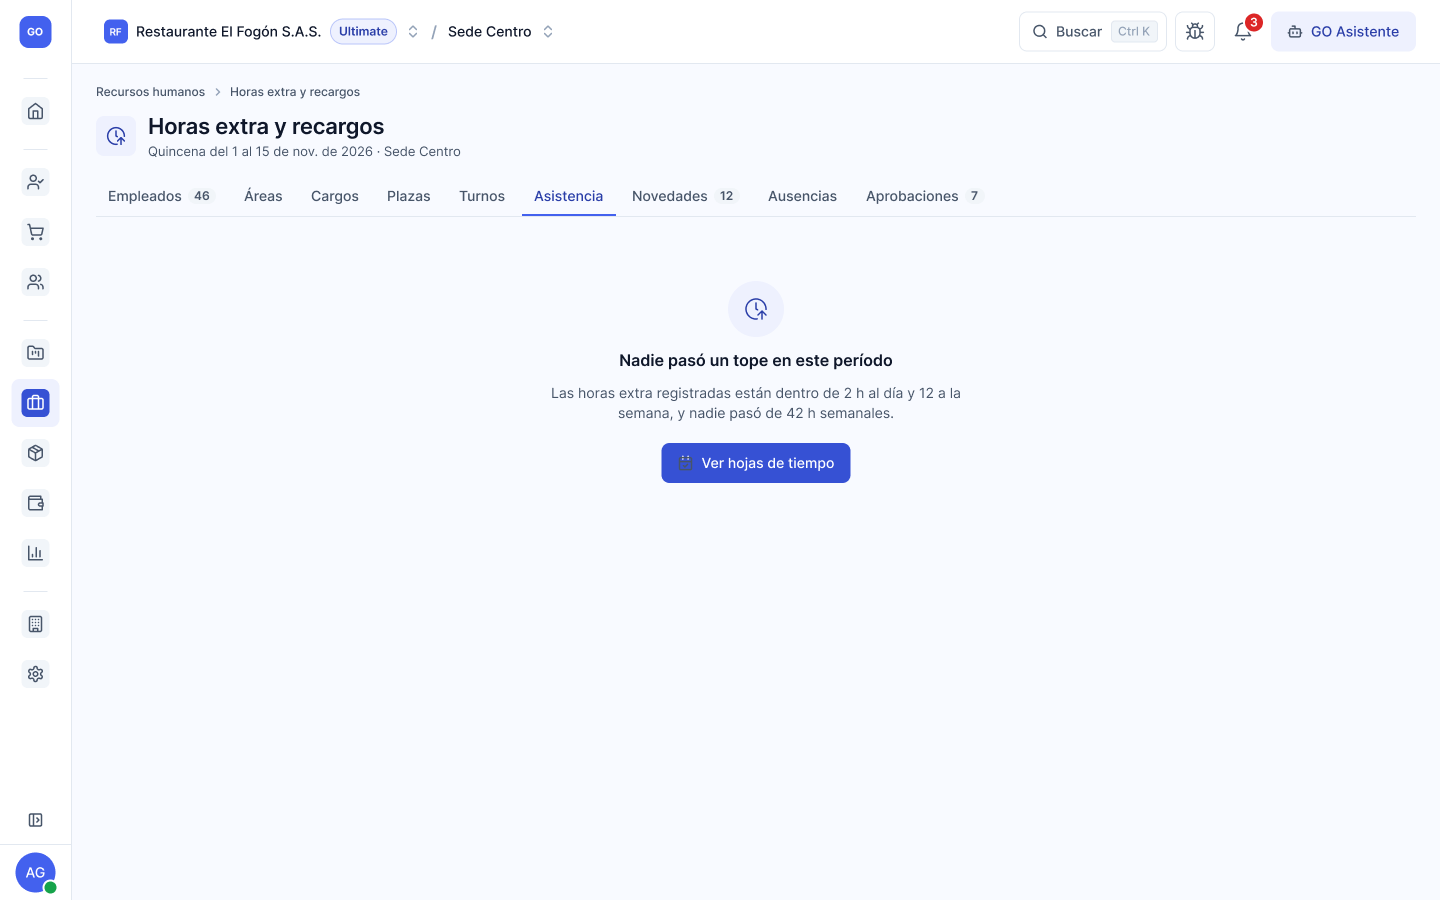 GO
RF Restaurante El Fogón S.A.S. Ultimate / Sede Centro
Buscar Ctrl K
3
GO Asistente
Recursos humanos > Horas extra y recargos
Horas extra y recargos
Quincena del 1 al 15 de nov. de 2026 · Sede Centro
Empleados 46 Áreas Cargos Plazas Turnos Asistencia Novedades 12 Ausencias Aprobaciones 7
Nadie pasó un tope en este período
Las horas extra registradas están dentro de 2 h al día y 12 a la
semana, y nadie pasó de 42 h semanales.
Ver hojas de tiempo
AG